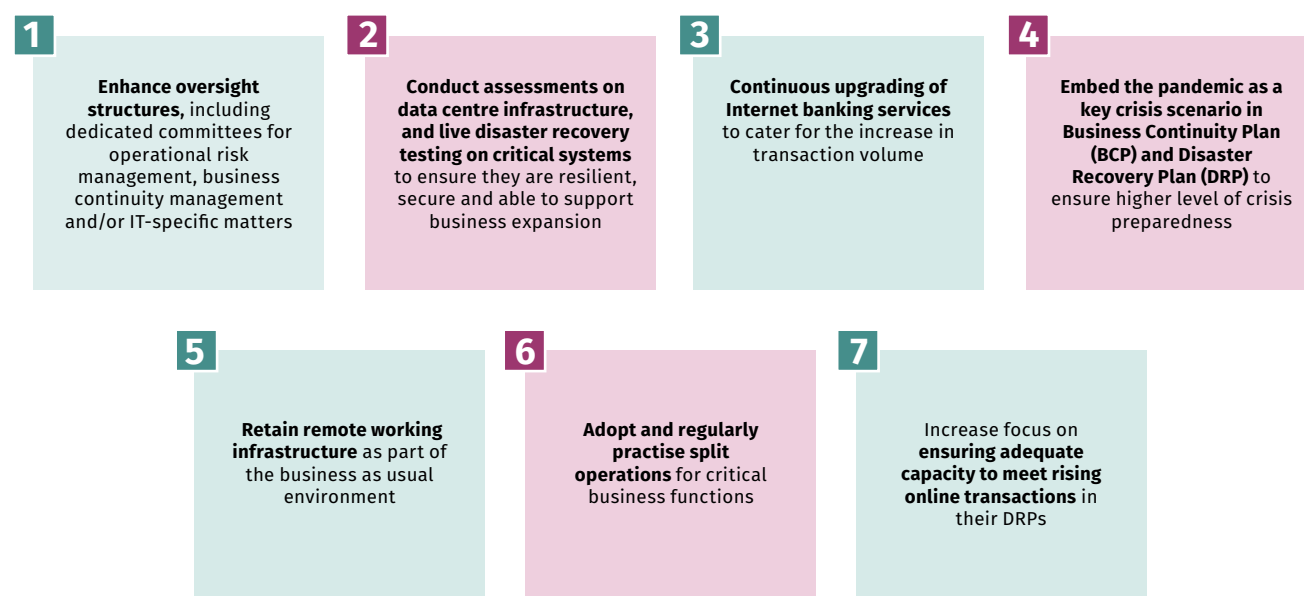 1
Enhance oversight
structures, including
dedicated committees for
operational risk
management, business
continuity management
and/or IT-specific matters
2
Conduct assessments on
data centre infrastructure,
and live disaster recovery
testing on critical systems
to ensure they are resilient,
secure and able to support
business expansion
3
Continuous upgrading of
Internet banking services
to cater for the increase in
transaction volume
4
Embed the pandemic as a
key crisis scenario in
Business Continuity Plan
(BCP) and Disaster
Recovery Plan (DRP) to
ensure higher level of crisis
preparedness
5
Retain remote working
infrastructure as part of
the business as usual
environment
6
Adopt and regularly
practise split
operations for critical
business functions
7
Increase focus on
ensuring adequate
capacity to meet rising
online transactions in
their DRPs